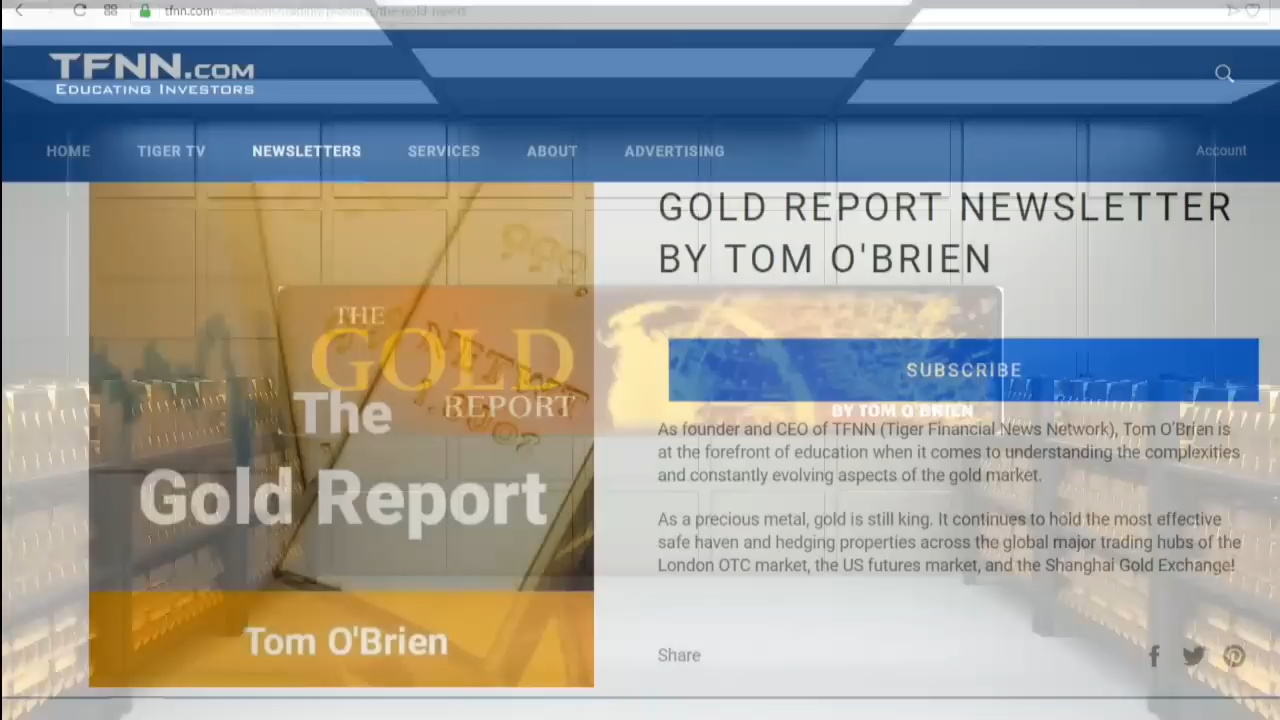 tfnn.com
TFNN.COM
EDUCATING INVESTORS
HOME TIGER TV NEWSLETTERS SERVICES ABOUT ADVERTISING Account
GOLD REPORT NEWSLETTER
BY TOM O'BRIEN
THE
GOLD
REPORT
BY TOM O'BRIEN
The
Gold Report
Tom O'Brien
SUBSCRIBE
As founder and CEO of TFNN (Tiger Financial News Network), Tom O'Brien is
at the forefront of education when it comes to understanding the complexities
and constantly evolving aspects of the gold market.
As a precious metal, gold is still king. It continues to hold the most effective
safe haven and hedging properties across the global major trading hubs of the
London OTC market, the US futures market, and the Shanghai Gold Exchange!
Share